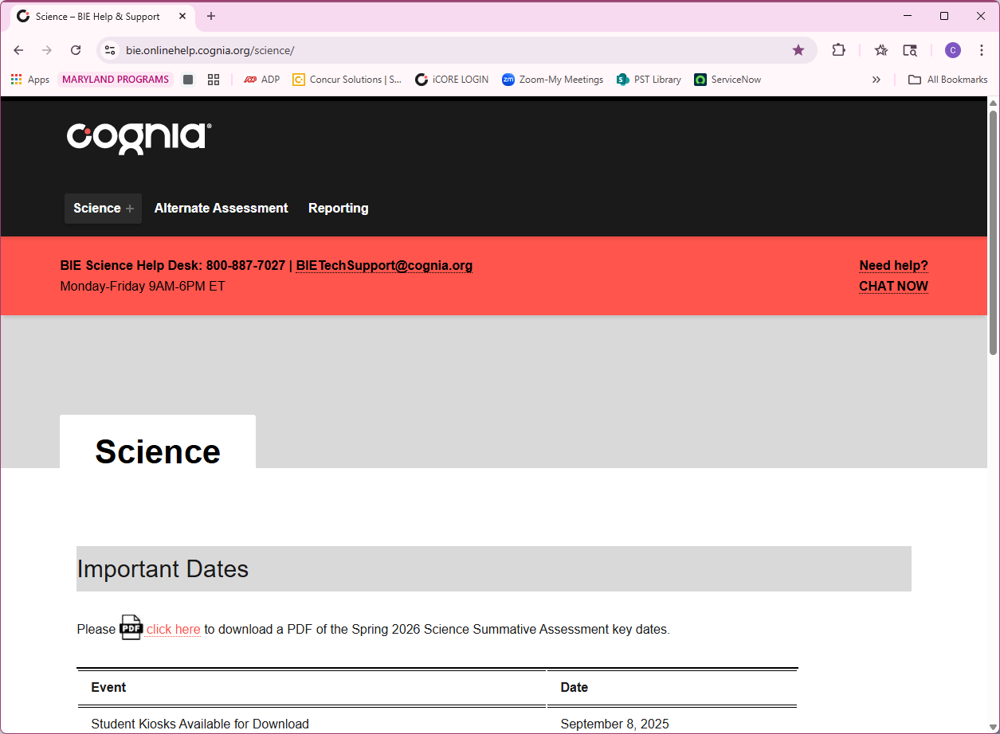 Science – BIE Help & Support
bie.onlinehelp.cognia.org/science/
C
Apps MARYLAND PROGRAMS ADP Concur Solutions | S... iCORE LOGIN zm Zoom-My Meetings S PST Library ServiceNow All Bookmarks
cognia®
Science + Alternate Assessment Reporting
BIE Science Help Desk: 800-887-7027 | BIETechSupport@cognia.org Need help?
Monday-Friday 9AM-6PM ET CHAT NOW
Science
Important Dates
Please PDF click here to download a PDF of the Spring 2026 Science Summative Assessment key dates.
Event Date
Student Kiosks Available for Download September 8, 2025